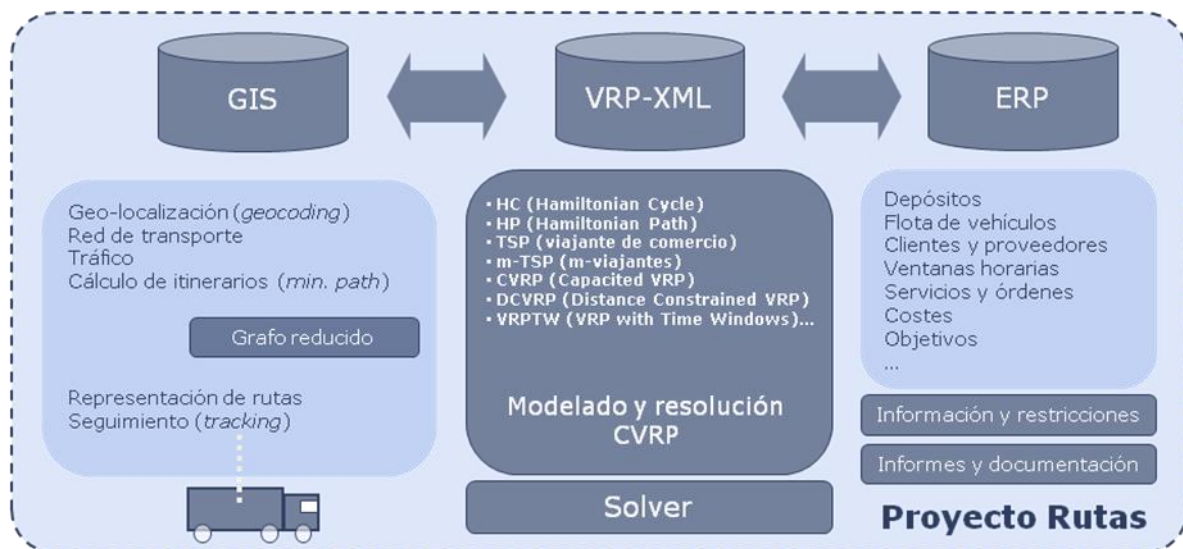 GIS
VRP-XML
ERP
Geo-localización (geocoding)
Red de transporte
Tráfico
Cálculo de itinerarios (min. path)
Grafo reducido
Representación de rutas
Seguimiento (tracking)
▪ HC (Hamiltonian Cycle)
▪ HP (Hamiltonian Path)
▪ TSP (viajante de comercio)
▪ m-TSP (m-viajantes)
▪ CVRP (Capacited VRP)
▪ DCVRP (Distance Constrained VRP)
▪ VRPTW (VRP with Time Windows)...
Modelado y resolución
CVRP
Solver
Depósitos
Flota de vehículos
Clientes y proveedores
Ventanas horarias
Servicios y órdenes
Costes
Objetivos
...
Información y restricciones
Informes y documentación
Proyecto Rutas